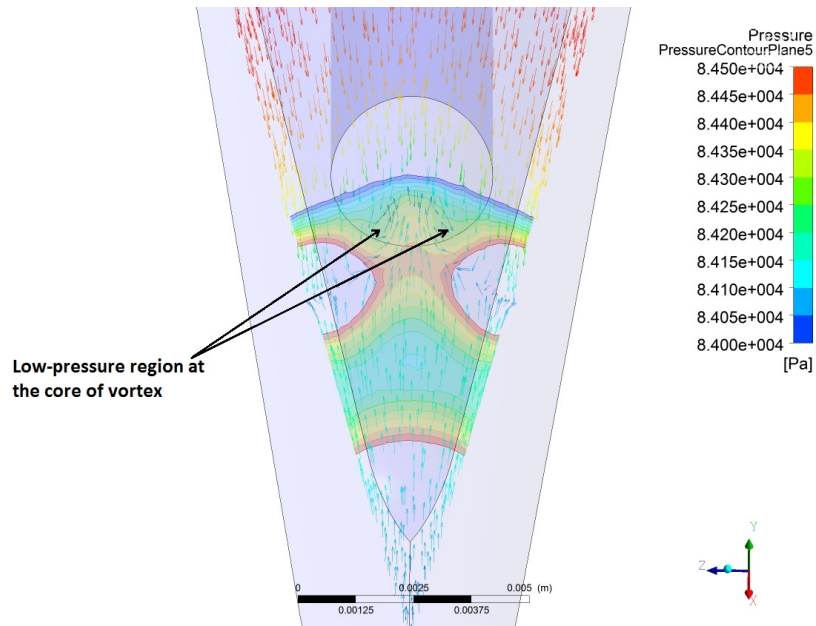 Pressure
PressureContourPlane5
8.450e+004
8.445e+004
8.440e+004
8.435e+004
8.430e+004
8.425e+004
8.420e+004
8.415e+004
8.410e+004
8.405e+004
8.400e+004
[Pa]
Low-pressure region at
the core of vortex
Y
Z
X
0 0.0025 0.005 (m)
0.00125 0.00375